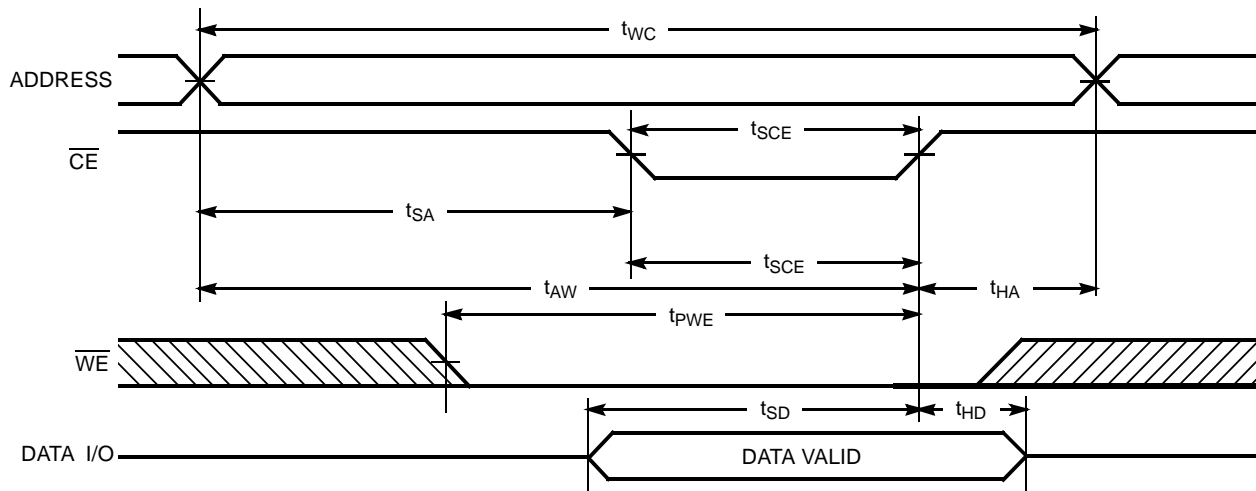 tWC
ADDRESS
tSCE
CE
tSA
tSCE
tAW
tHA
tPWE
WE
tSD
tHD
DATA I/O
DATA VALID